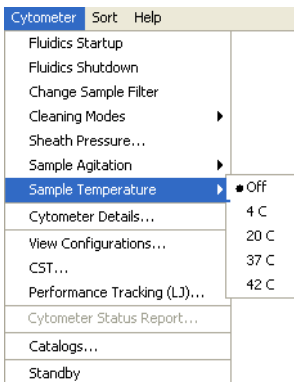 Cytometer Sort Help
Fluidics Startup
Fluidics Shutdown
Change Sample Filter
Cleaning Modes
Sheath Pressure...
Sample Agitation
Sample Temperature
Off
4 C
20 C
37 C
42 C
Cytometer Details...
View Configurations...
CST...
Performance Tracking (LJ)...
Cytometer Status Report...
Catalogs...
Standby